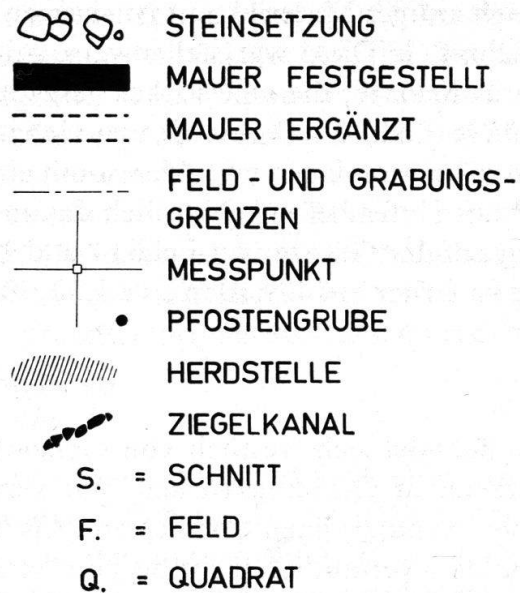 STEINSETZUNG
MAUER FESTGESTELLT
MAUER ERGÄNZT
FELD-UND GRABUNGS-
GRENZEN
MESSPUNKT
PFOSTENGRUBE
HERDSTELLE
ZIEGELKANAL
S. = SCHNITT
F. = FELD
Q. = QUADRAT